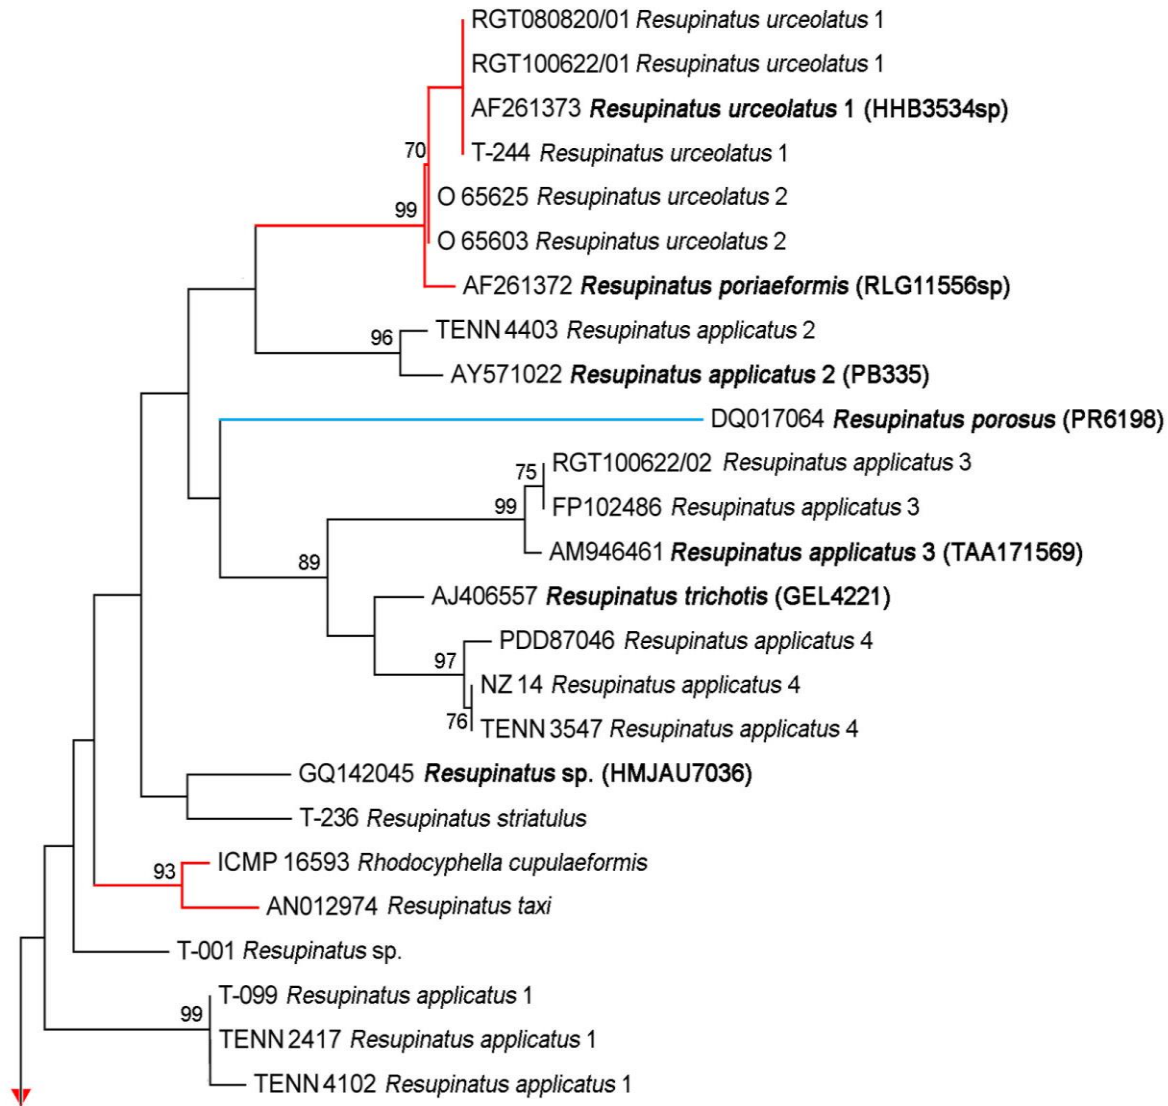 RGT080820/01 Resupinatus urceolatus 1
RGT100622/01 Resupinatus urceolatus 1
AF261373 Resupinatus urceolatus 1 (HHB3534sp)
70 T-244 Resupinatus urceolatus 1
O 65625 Resupinatus urceolatus 2
99
O 65603 Resupinatus urceolatus 2
AF261372 Resupinatus poriaeformis (RLG11556sp)
96 TENN 4403 Resupinatus applicatus 2
AY571022 Resupinatus applicatus 2 (PB335)
DQ017064 Resupinatus porosus (PR6198)
75 RGT100622/02 Resupinatus applicatus 3
99 FP102486 Resupinatus applicatus 3
AM946461 Resupinatus applicatus 3 (TAA171569)
89
AJ406557 Resupinatus trichotis (GEL4221)
PDD87046 Resupinatus applicatus 4
97
NZ 14 Resupinatus applicatus 4
76 TENN 3547 Resupinatus applicatus 4
GQ142045 Resupinatus sp. (HMJAU7036)
T-236 Resupinatus striatulus
93 ICMP 16593 Rhodocyphella cupulaeformis
AN012974 Resupinatus taxi
T-001 Resupinatus sp.
T-099 Resupinatus applicatus 1
99
TENN 2417 Resupinatus applicatus 1
TENN 4102 Resupinatus applicatus 1